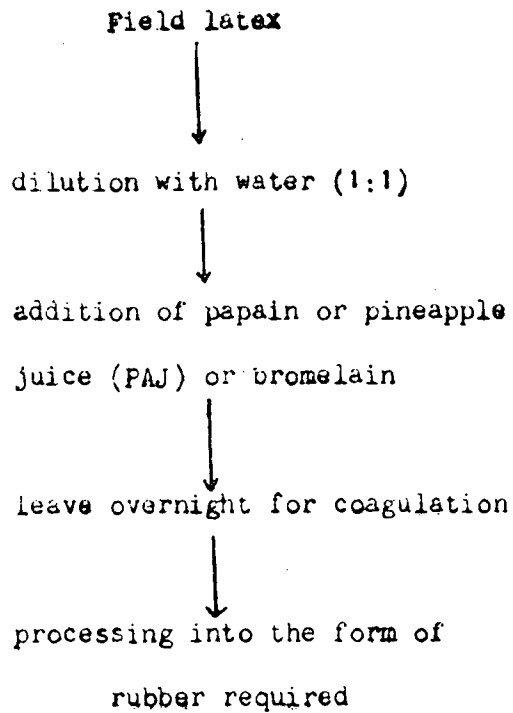 Field latex
dilution with water (1:1)
addition of papain or pineapple
juice (PAJ) or bromelain
leave overnight for coagulation
processing into the form of
rubber required